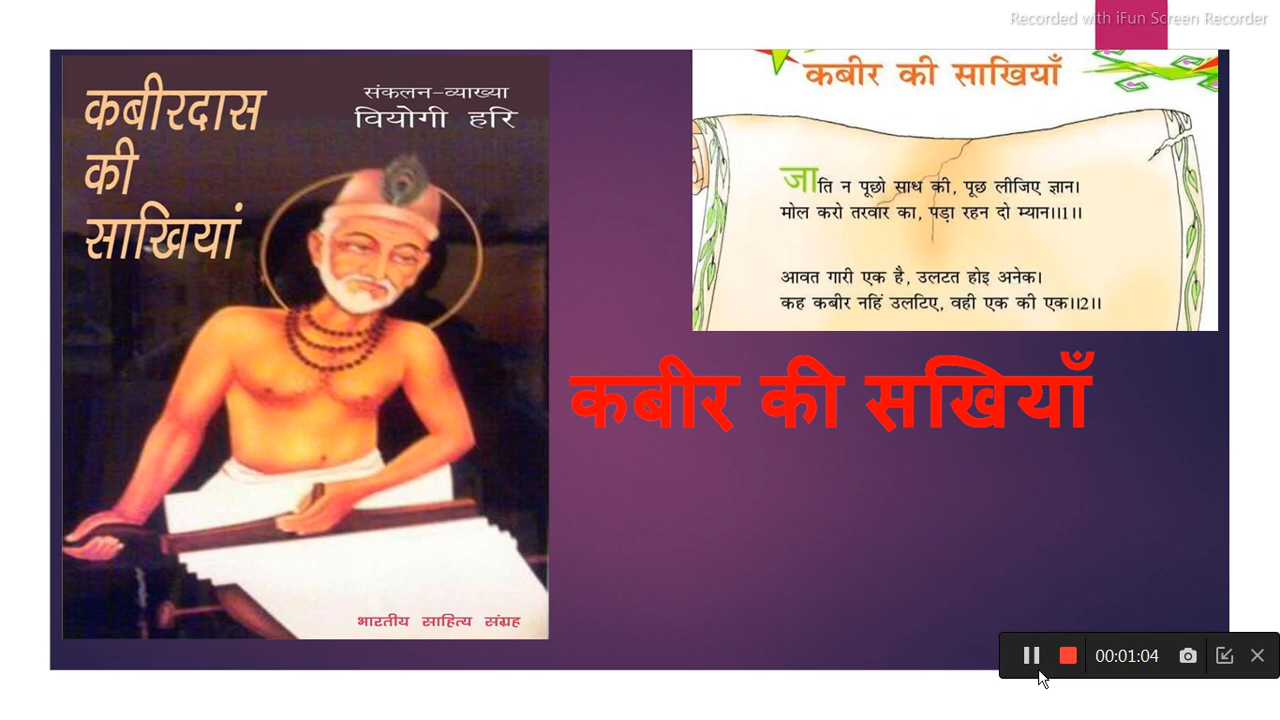 Recorded with iFun Screen Recorder
कबीरदास
की
साखियां
संकलन-व्याख्या
वियोगी हरि
भारतीय साहित्य संग्रह
कबीर की साखियाँ
जाति न पूछो साध की, पूछ लीजिए ज्ञान।
मोल करो तरवार का, पड़ा रहन दो म्यान।।1।।
आवत गारी एक है, उलटत होइ अनेक।
कह कबीर नहिं उलटिए, वही एक की एक।।2।।
कबीर की सखियाँ
00:01:04